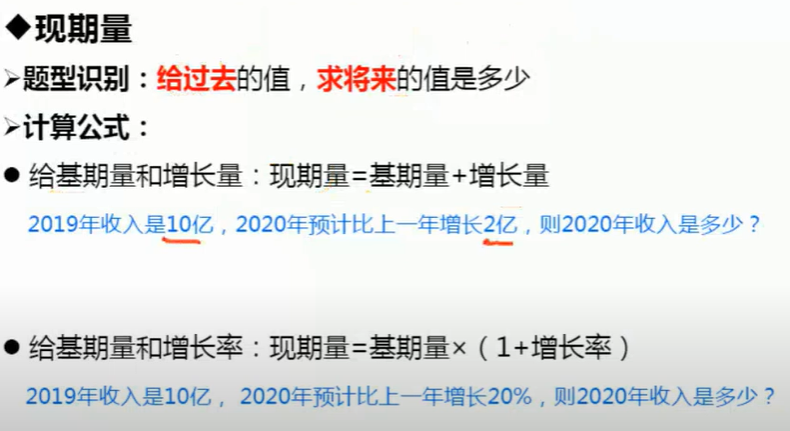 ◆现期量
➢题型识别：给过去的值，求将来的值是多少
➢计算公式：
● 给基期量和增长量：现期量=基期量+增长量
2019年收入是10亿，2020年预计比上一年增长2亿，则2020年收入是多少？
● 给基期量和增长率：现期量=基期量×（1+增长率）
2019年收入是10亿， 2020年预计比上一年增长20%，则2020年收入是多少？